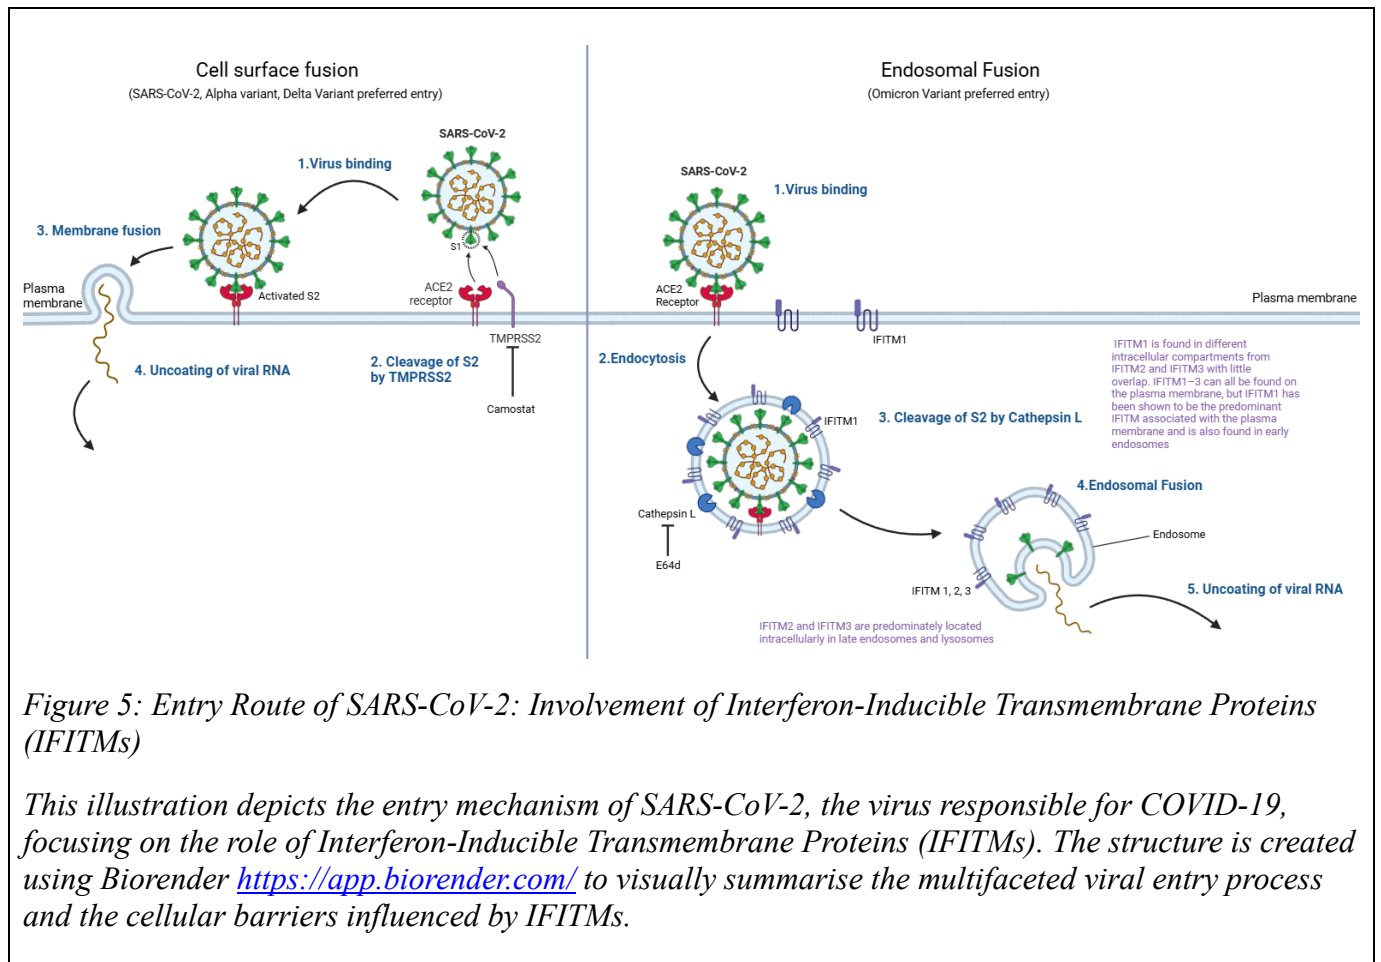 Cell surface fusion
(SARS-CoV-2, Alpha variant, Delta Variant preferred entry)
SARS-CoV-2
1.Virus binding
3. Membrane fusion
S1
Plasma
membrane
Activated S2
ACE2
receptor
TMPRSS2
4. Uncoating of viral RNA
2. Cleavage of S2
by TMPRSS2
Camostat
Endosomal Fusion
(Omicron Variant preferred entry)
SARS-CoV-2
1.Virus binding
ACE2
Receptor
Plasma membrane
IFITM1
2.Endocytosis
IFITM1 is found in different
intracellular compartments from
IFITM2 and IFITM3 with little
overlap. IFITM1–3 can all be found on
the plasma membrane, but IFITM1 has
been shown to be the predominant
IFITM associated with the plasma
membrane and is also found in early
endosomes
IFITM1
3. Cleavage of S2 by Cathepsin L
4.Endosomal Fusion
Cathepsin L
E64d
Endosome
IFITM 1, 2, 3
5. Uncoating of viral RNA
IFITM2 and IFITM3 are predominately located
intracellularly in late endosomes and lysosomes
Figure 5: Entry Route of SARS-CoV-2: Involvement of Interferon-Inducible Transmembrane Proteins
(IFITMs)
This illustration depicts the entry mechanism of SARS-CoV-2, the virus responsible for COVID-19,
focusing on the role of Interferon-Inducible Transmembrane Proteins (IFITMs). The structure is created
using Biorender https://app.biorender.com/ to visually summarise the multifaceted viral entry process
and the cellular barriers influenced by IFITMs.